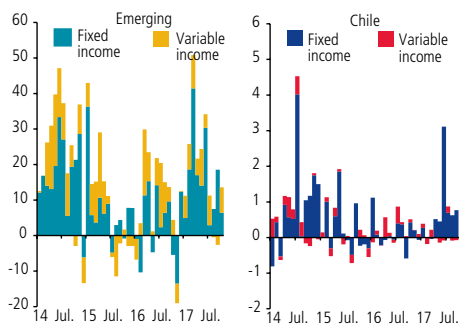 Emerging
60
50
40
30
20
10
0
-10
-20
Fixed income
Variable income
14 Jul. 15 Jul. 16 Jul. 17 Jul.
Chile
6
5
4
3
2
1
0
-1
-2
Fixed income
Variable income
14 Jul. 15 Jul. 16 Jul. 17 Jul.